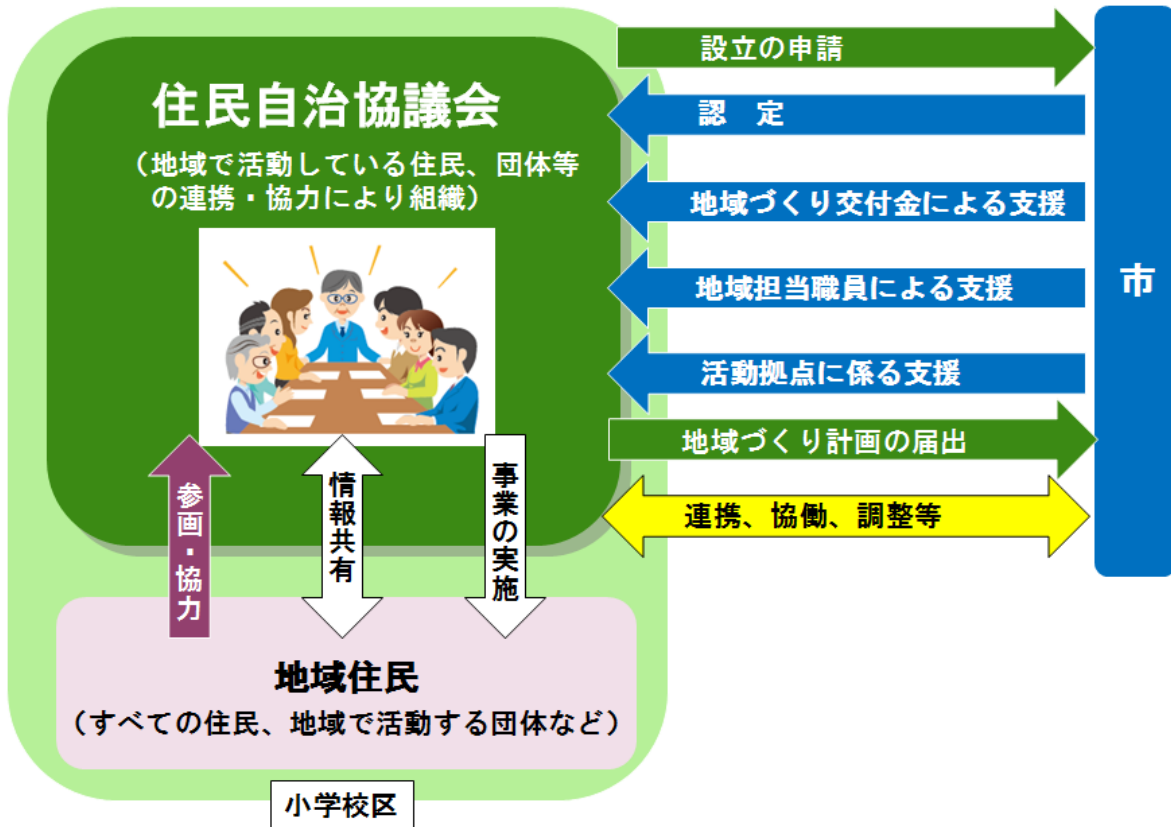 住民自治協議会
（地域で活動している住民、団体等
の連携・協力により組織）
設立の申請
認　定
地域づくり交付金による支援
地域担当職員による支援
活動拠点に係る支援
地域づくり計画の届出
連携、協働、調整等
市
参画・協力
情報共有
事業の実施
地域住民
（すべての住民、地域で活動する団体など）
小学校区